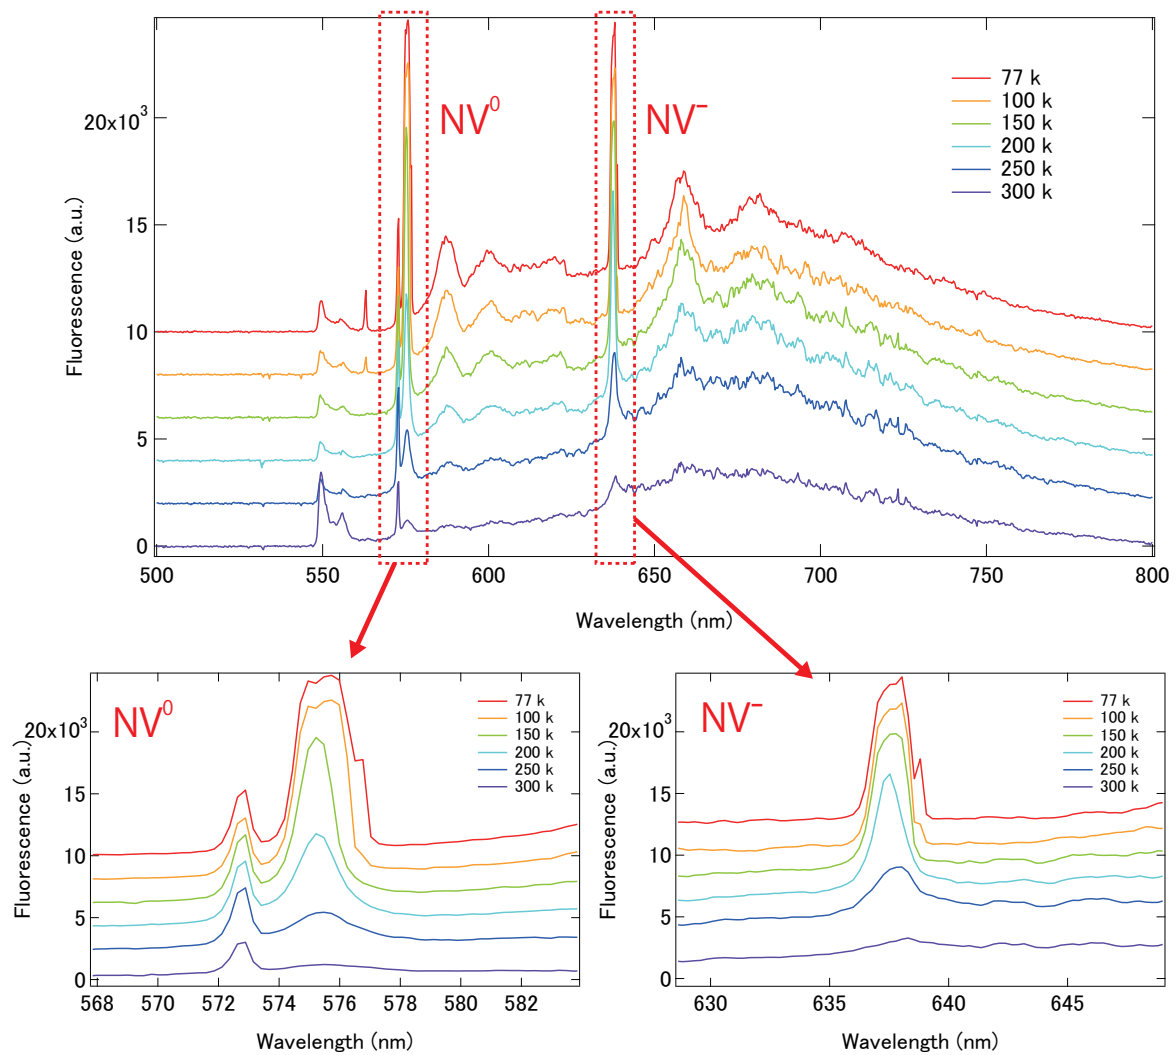 NV⁰
NV⁻
77 k
100 k
150 k
200 k
250 k
300 k
20x10³
15
10
5
0
Fluorescence (a.u.)
500
550
600
650
700
750
800
Wavelength (nm)
NV⁰
77 k
100 k
150 k
200 k
250 k
300 k
20x10³
15
10
5
0
Fluorescence (a.u.)
568
570
572
574
576
578
580
582
Wavelength (nm)
NV⁻
77 k
100 k
150 k
200 k
250 k
300 k
20x10³
15
10
5
0
Fluorescence (a.u.)
630
635
640
645
Wavelength (nm)